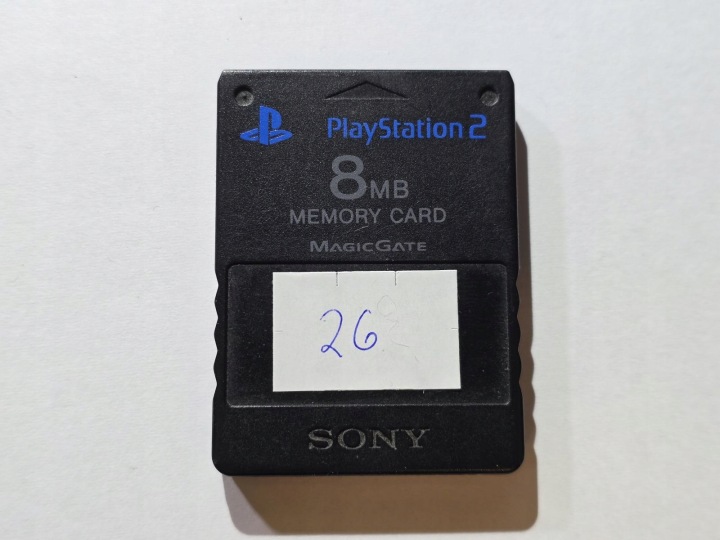 PlayStation 2
8MB
MEMORY CARD
MAGICGATE
26
SONY